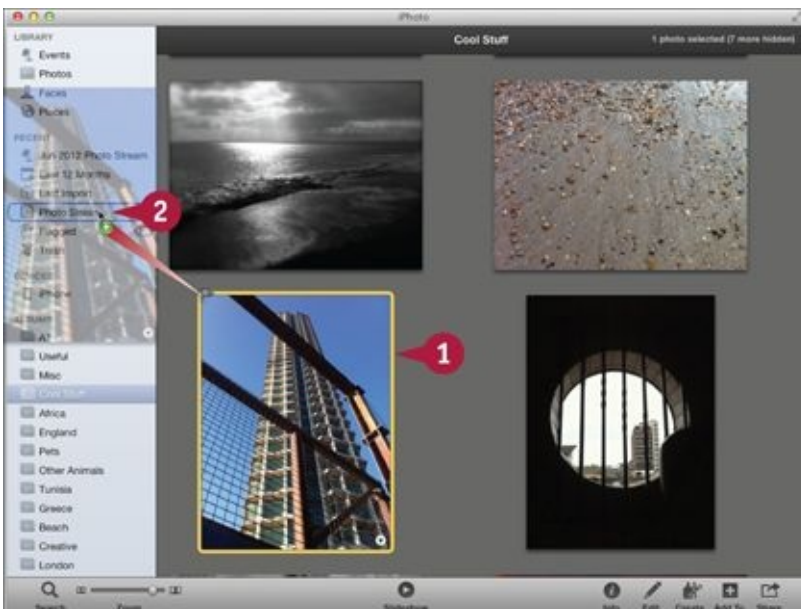 iPhoto
Cool Stuff
1 photo selected (7 more hidden)
LIBRARY
Events
Photos
Faces
Places
RECENT
Jun 2012 Photo Stream
Last 12 Months
Last Import
Photo Stream
Flagged
Trash
DEVICES
iPhone
Useful
Misc
Cool Stuff
Africa
England
Pets
Other Animals
Tunisia
Greece
Beach
Creative
London
2
1
Search
Zoom
Slideshow
Info
Edit
Create
Share